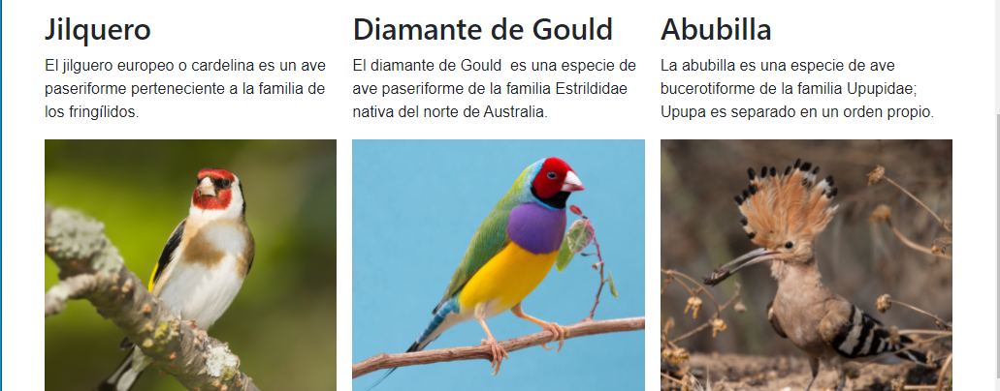 Jilquero
El jilguero europeo o cardelina es un ave
paseriforme perteneciente a la familia de
los fringílidos.
Diamante de Gould
El diamante de Gould  es una especie de
ave paseriforme de la familia Estrildidae
nativa del norte de Australia.
Abubilla
La abubilla es una especie de ave
bucerotiforme de la familia Upupidae;
Upupa es separado en un orden propio.